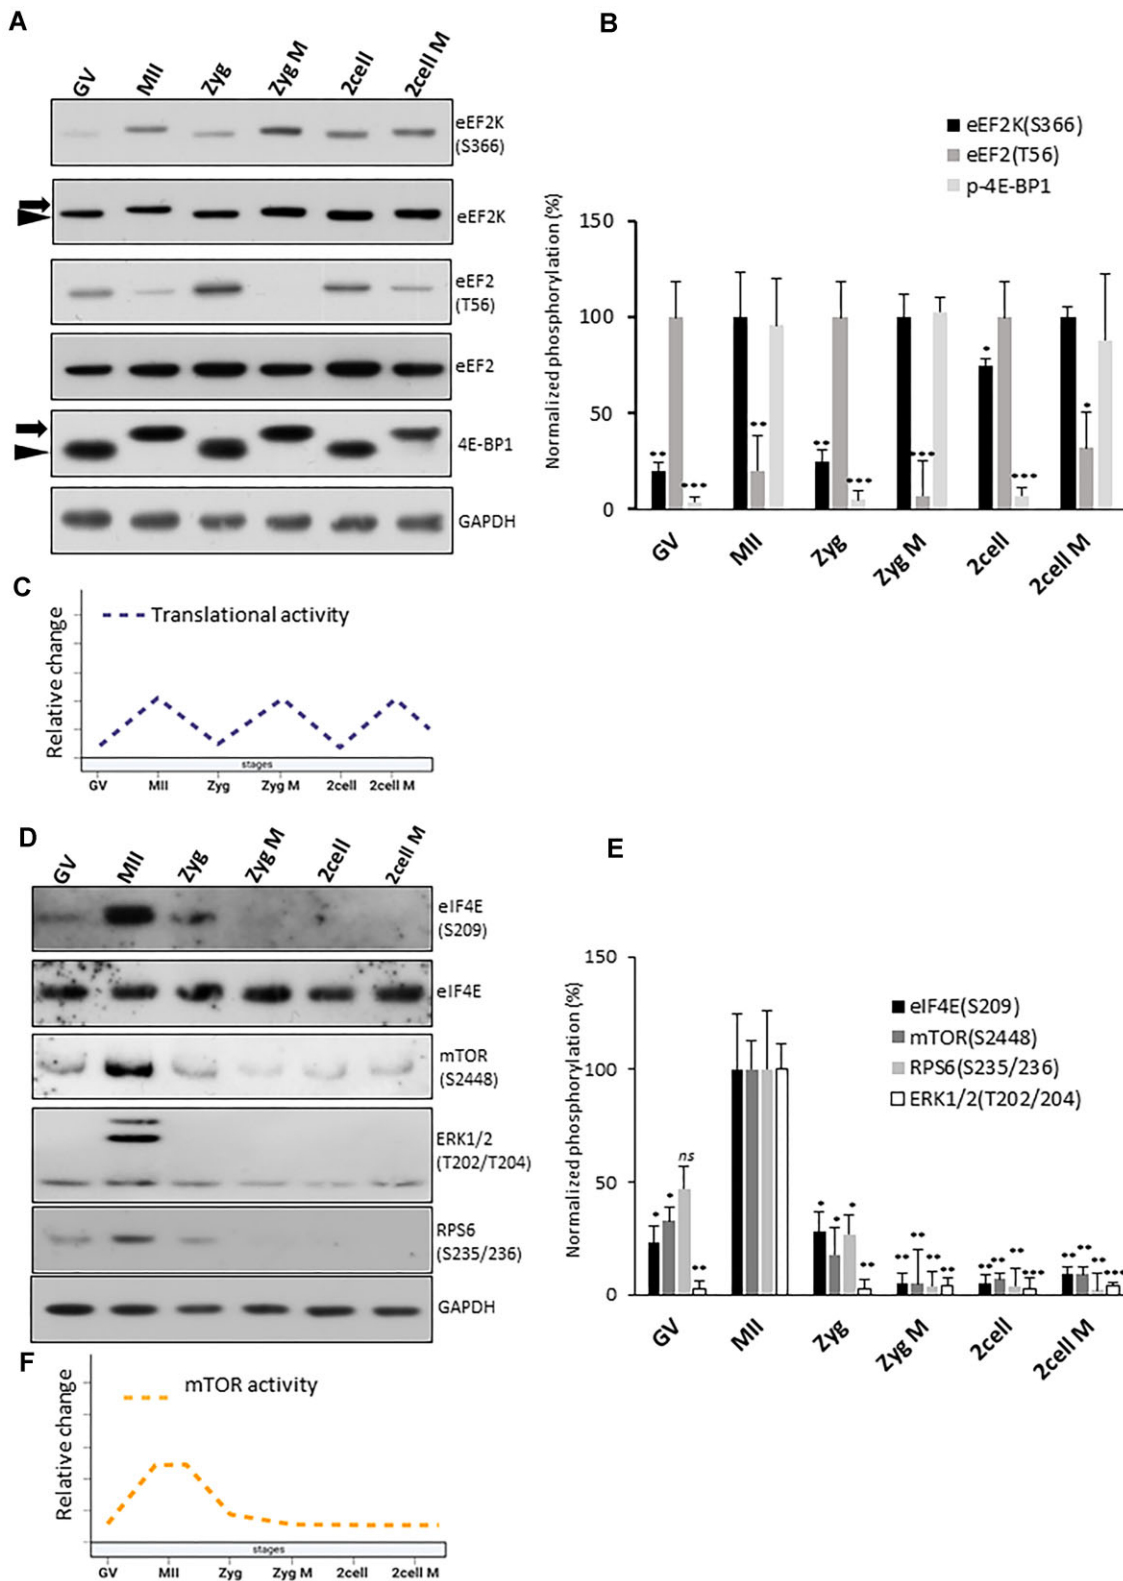 A
GV
MII
Zyg
Zyg M
2cell
2cell M
eEF2K
(S366)
eEF2K
eEF2
(T56)
eEF2
4E-BP1
GAPDH
B
eEF2K(S366)
eEF2(T56)
p-4E-BP1
Normalized phosphorylation (%)
150
100
50
0
** *** ** ** *** *** * *** *
GV
MII
Zyg
Zyg M
2cell
2cell M
C
Relative change
Translational activity
stages
GV MII Zyg Zyg M 2cell 2cell M
D
GV
MII
Zyg
Zyg M
2cell
2cell M
eIF4E
(S209)
eIF4E
mTOR
(S2448)
ERK1/2
(T202/T204)
RPS6
(S235/236)
GAPDH
E
eIF4E(S209)
mTOR(S2448)
RPS6(S235/236)
ERK1/2(T202/204)
Normalized phosphorylation (%)
150
100
50
0
* * ns ** * * * ** ** ** ** ** ** ** ** *** ** ** ** ***
GV
MII
Zyg
Zyg M
2cell
2cell M
F
Relative change
mTOR activity
stages
GV MII Zyg Zyg M 2cell 2cell M